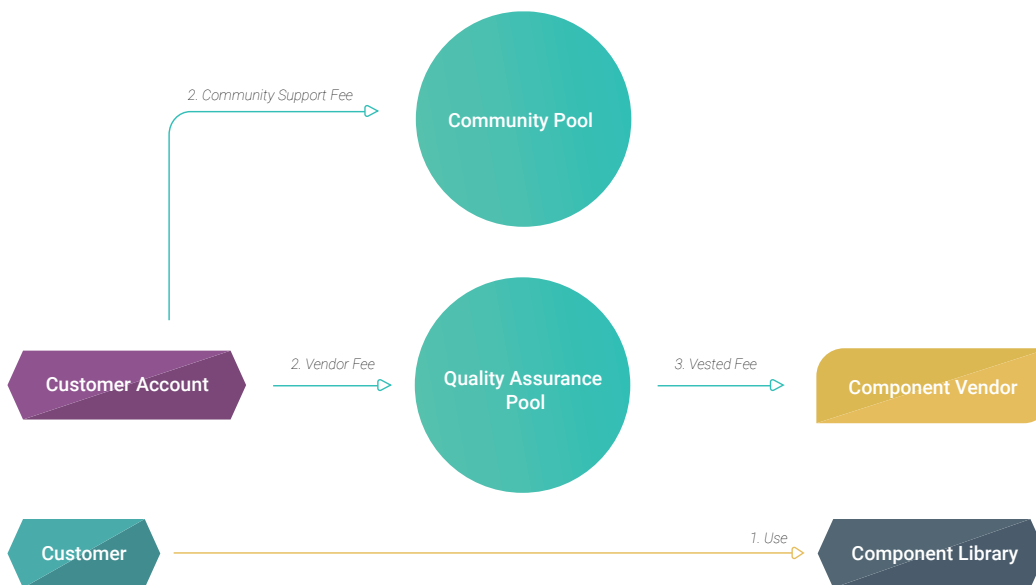 2. Community Support Fee
Community Pool
Customer Account
2. Vendor Fee
Quality Assurance
Pool
3. Vested Fee
Component Vendor
Customer
1. Use
Component Library